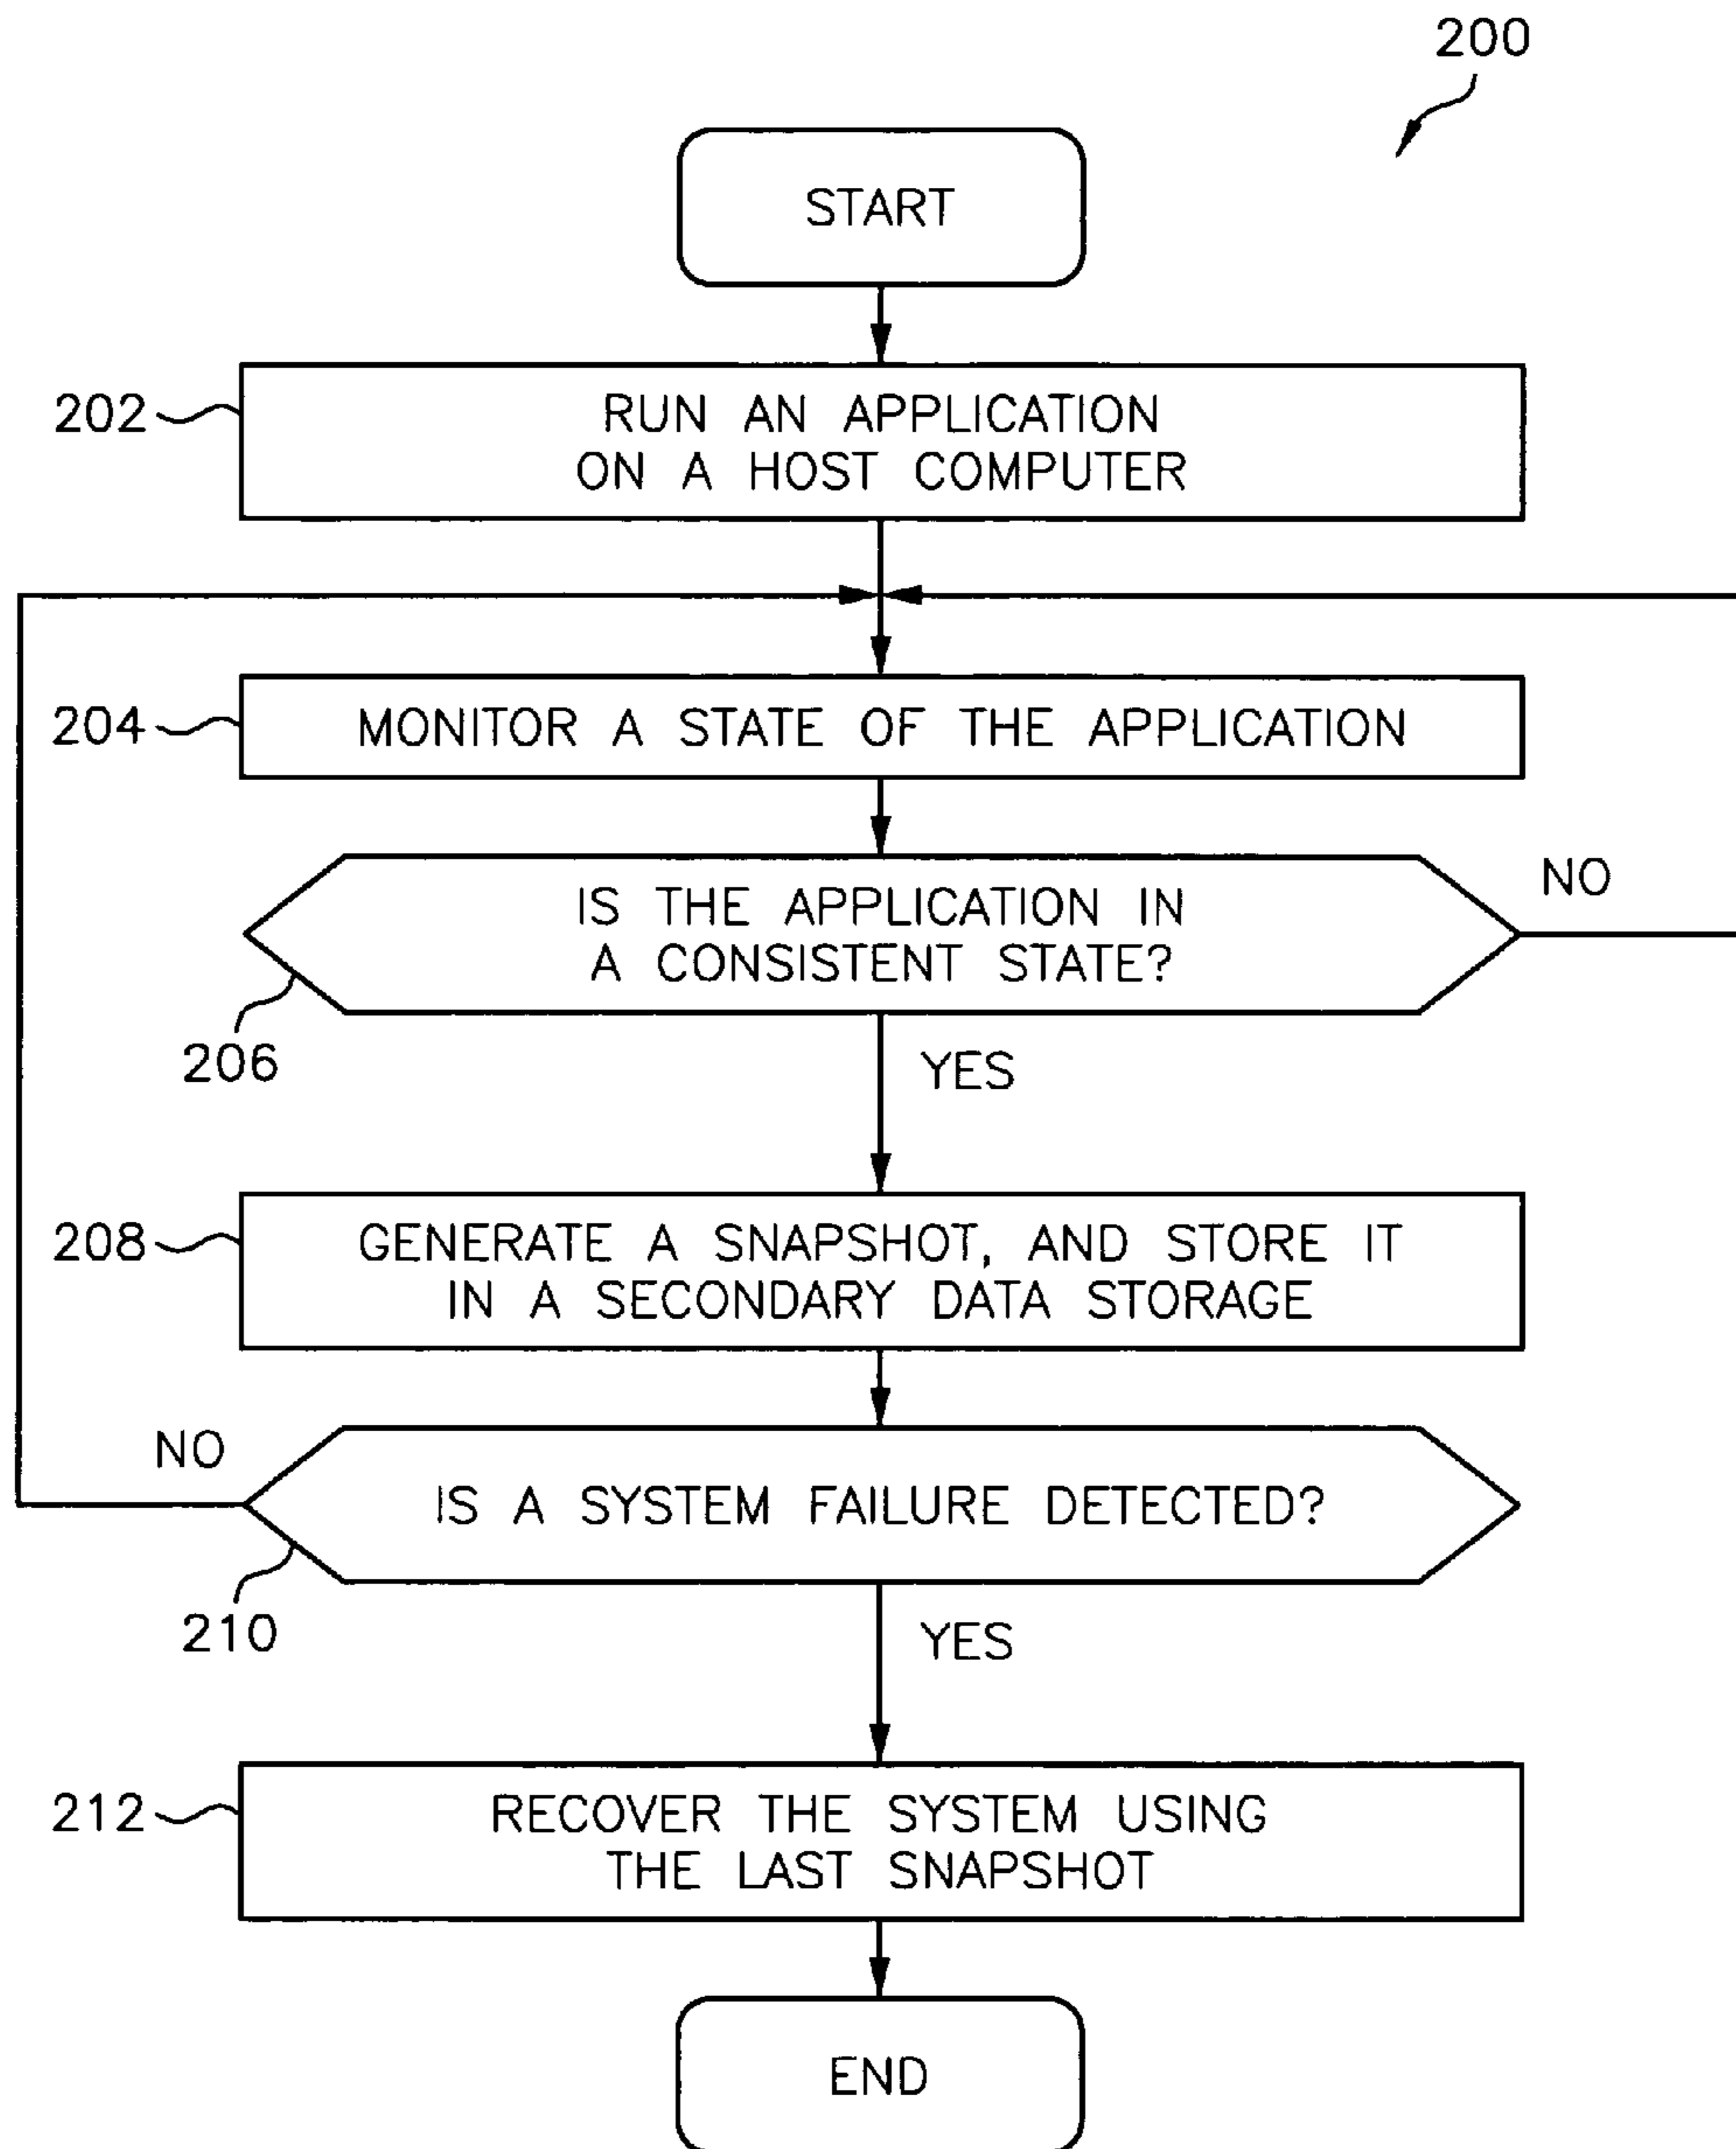 200
START
202
RUN AN APPLICATION
ON A HOST COMPUTER
204
MONITOR A STATE OF THE APPLICATION
IS THE APPLICATION IN
A CONSISTENT STATE?
NO
206
YES
208
GENERATE A SNAPSHOT, AND STORE IT
IN A SECONDARY DATA STORAGE
NO
IS A SYSTEM FAILURE DETECTED?
210
YES
212
RECOVER THE SYSTEM USING
THE LAST SNAPSHOT
END